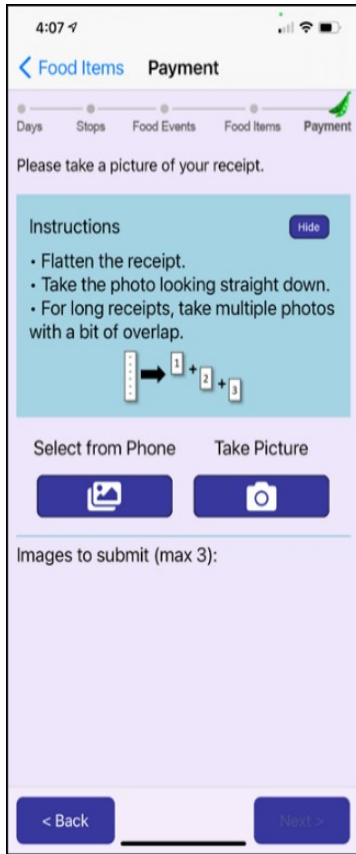 4:07
< Food Items Payment
Days Stops Food Events Food Items Payment
Please take a picture of your receipt.
Instructions Hide
• Flatten the receipt.
• Take the photo looking straight down.
• For long receipts, take multiple photos
with a bit of overlap.
1 + 2 + 3
Select from Phone Take Picture
Images to submit (max 3):
< Back Next >